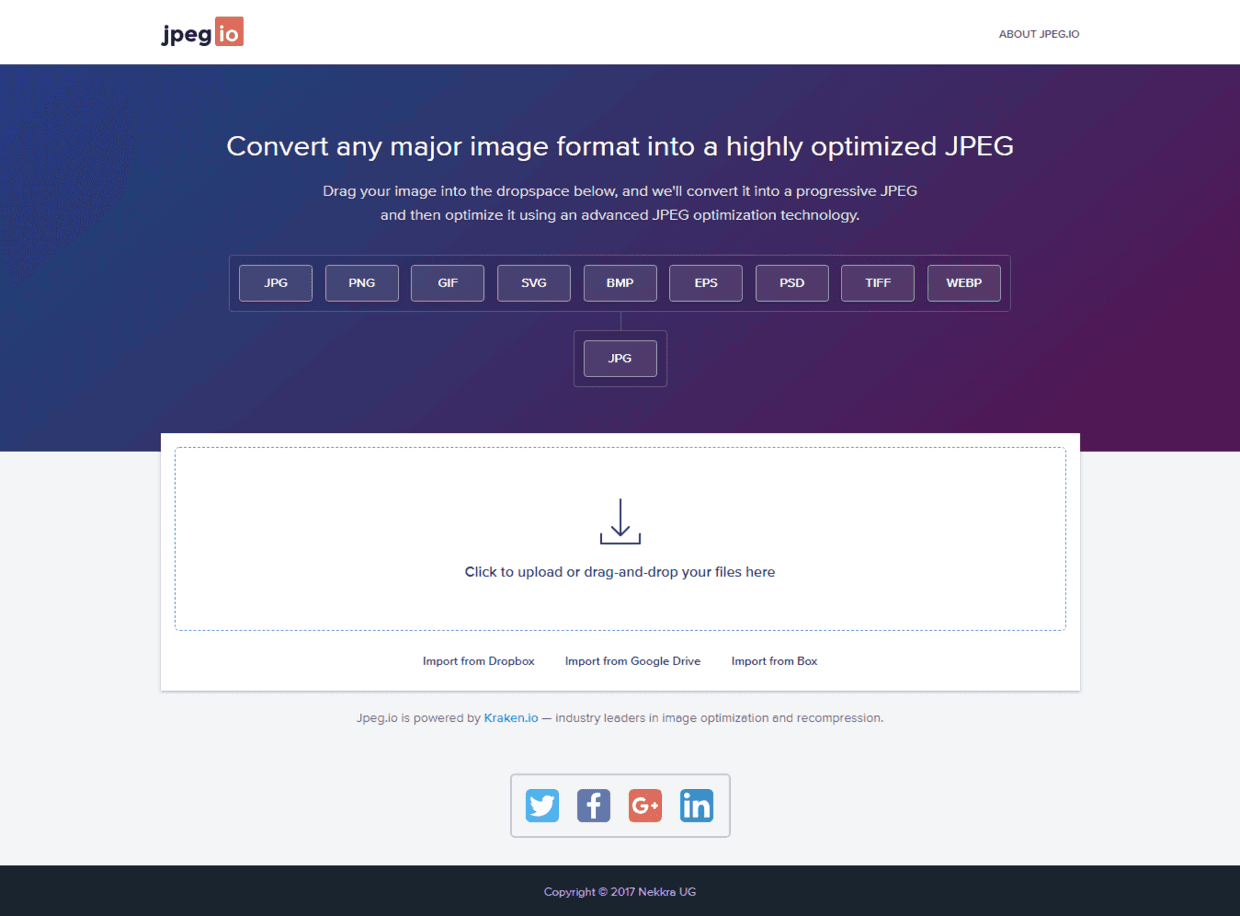 jpeg io
ABOUT JPEG.IO
Convert any major image format into a highly optimized JPEG
Drag your image into the dropspace below, and we'll convert it into a progressive JPEG
and then optimize it using an advanced JPEG optimization technology.
JPG PNG GIF SVG BMP EPS PSD TIFF WEBP
JPG
Click to upload or drag-and-drop your files here
Import from Dropbox Import from Google Drive Import from Box
Jpeg.io is powered by Kraken.io — industry leaders in image optimization and recompression.
f G+ in
Copyright © 2017 Nekkra UG